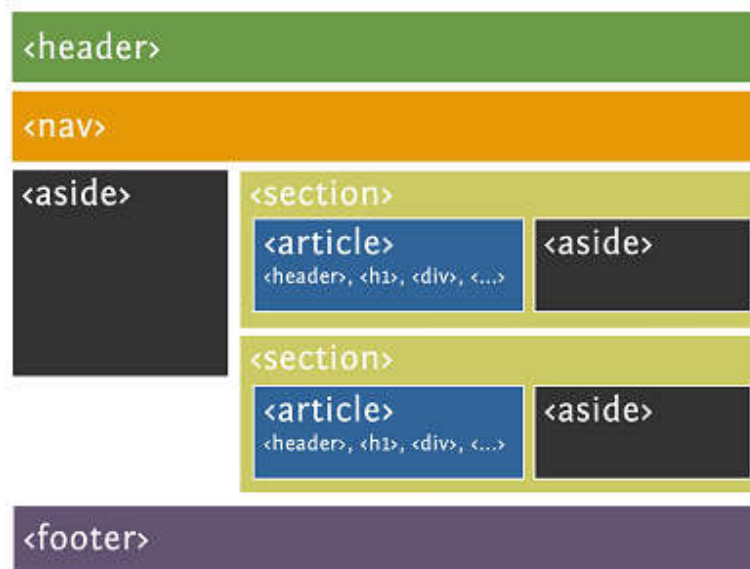 <header>
<nav>
<aside>
<section>
<article>
<header>, <h1>, <div>, <...>
<aside>
<section>
<article>
<header>, <h1>, <div>, <...>
<aside>
<footer>